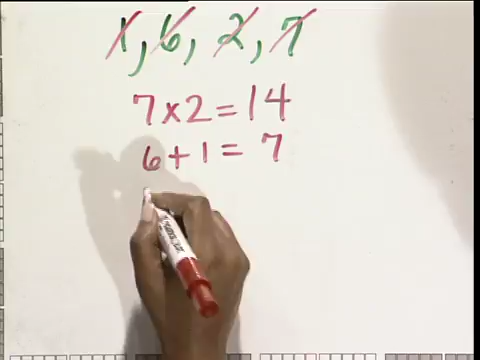 1, 6, 2, 7
7x2=14
6+1=7